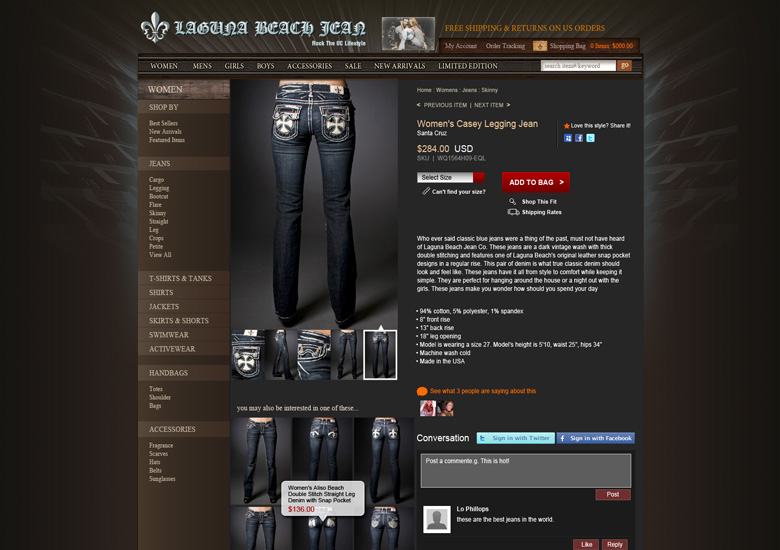 LAGUNA BEACH JEAN
Rock The OC Lifestyle
FREE SHIPPING & RETURNS ON US ORDERS
My Account Order Tracking Shopping Bag 0 Items: $000.00
WOMEN MENS GIRLS BOYS ACCESSORIES SALE NEW ARRIVALS LIMITED EDITION
search item# keyword go
WOMEN
SHOP BY
Best Sellers
New Arrivals
Featured Items
JEANS
Cargo
Legging
Bootcut
Flare
Skinny
Straight
Leg
Crops
Petite
View All
T-SHIRTS & TANKS
SHIRTS
JACKETS
SKIRTS & SHORTS
SWIMWEAR
ACTIVEWEAR
HANDBAGS
Totes
Shoulder
Bags
ACCESSORIES
Fragrance
Scarves
Hats
Belts
Sunglasses
Home : Womens : Jeans : Skinny
< PREVIOUS ITEM | NEXT ITEM >
Women's Casey Legging Jean
Santa Cruz
$284.00 USD
SKU | WQ1564H09-EQL
Love this style? Share it!
Select Size
Can't find your size?
ADD TO BAG >
Shop This Fit
Shipping Rates
Who ever said classic blue jeans were a thing of the past, must not have heard
of Laguna Beach Jean Co. These jeans are a dark vintage wash with thick
double stitching and features one of Laguna Beach's original leather snap pocket
designs in a regular rise. This pair of denim is what true classic denim should
look and feel like. These jeans have it all from style to comfort while keeping it
simple. They are perfect for hanging around the house or a night out with the
girls. These jeans make you wonder how should you spend your day
• 94% cotton, 5% polyester, 1% spandex
• 8" front rise
• 13" back rise
• 18" leg opening
• Model is wearing a size 27. Model's height is 5'10, waist 25", hips 34"
• Machine wash cold
• Made in the USA
See what 3 people are saying about this
you may also be interested in one of these...
Women's Aliso Beach
Double Stitch Straight Leg
Denim with Snap Pocket
$136.00
Conversation
Sign in with Twitter
Sign in with Facebook
Post a commente.g. This is hot!
Post
Lo Phillops
these are the best jeans in the world.
Like Reply